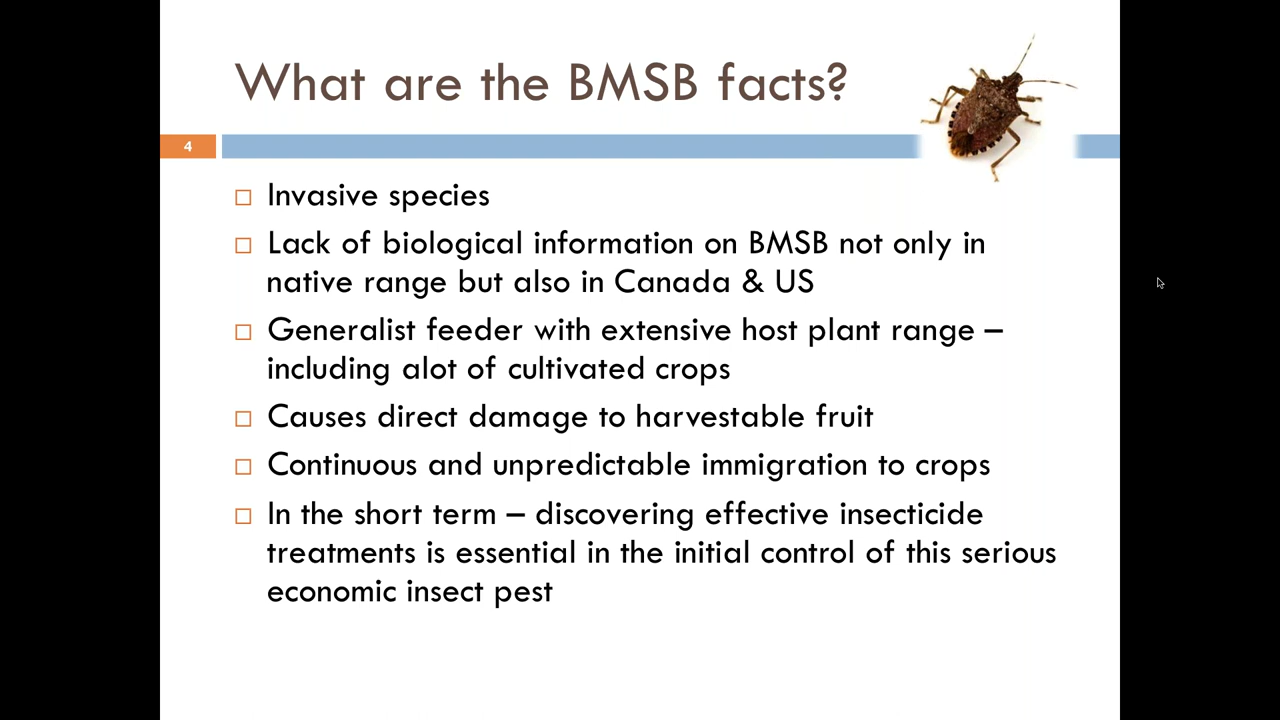 What are the BMSB facts?
4
Invasive species
Lack of biological information on BMSB not only in
native range but also in Canada & US
Generalist feeder with extensive host plant range –
including alot of cultivated crops
Causes direct damage to harvestable fruit
Continuous and unpredictable immigration to crops
In the short term – discovering effective insecticide
treatments is essential in the initial control of this serious
economic insect pest